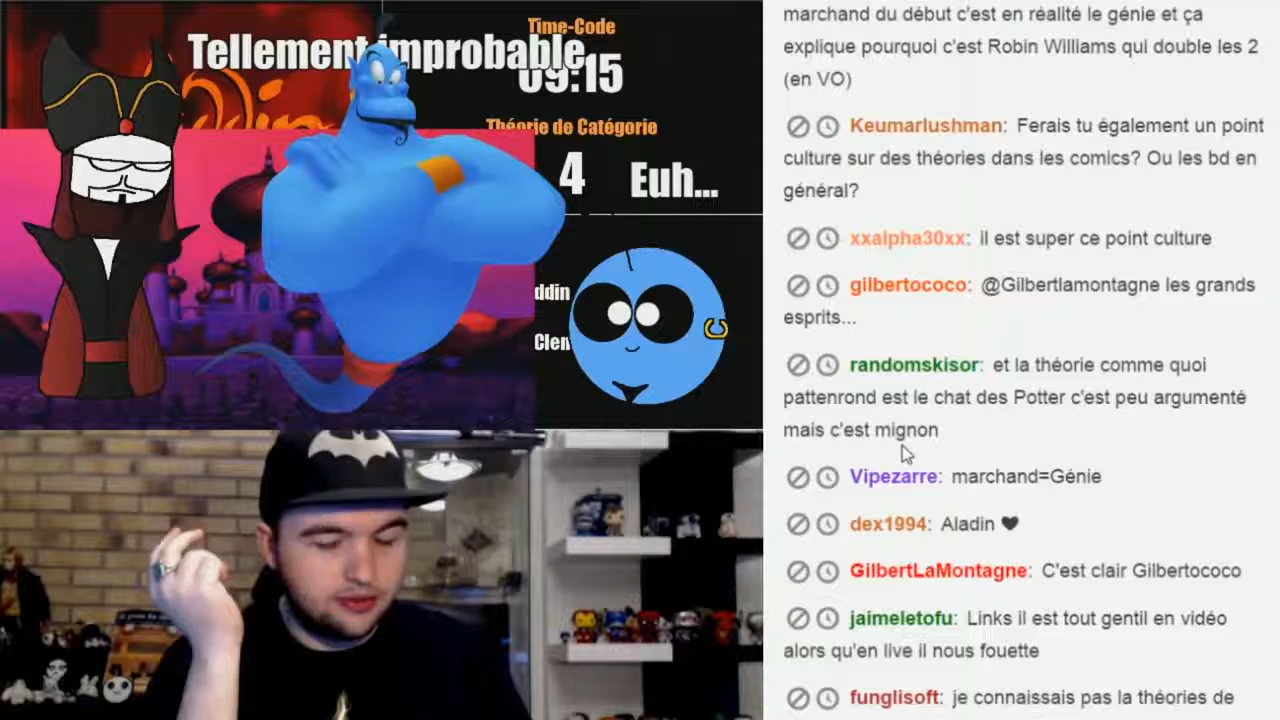 Time-Code
Tellement improbable
09:15
Théorie de Catégorie
4
Euh...
ddin
Clem
marchand du début c'est en réalité le génie et ça
explique pourquoi c'est Robin Williams qui double les 2
(en VO)
Keumarlushman: Ferais tu également un point
culture sur des théories dans les comics? Ou les bd en
général?
xxalpha30xx: il est super ce point culture
gilbertococo: @Gilbertlamontagne les grands
esprits...
randomskisor: et la théorie comme quoi
pattenrond est le chat des Potter c'est peu argumenté
mais c'est mignon
Vipezarre: marchand=Génie
dex1994: Aladin ♥
GilbertLaMontagne: C'est clair Gilbertococo
jaimeletofu: Links il est tout gentil en vidéo
alors qu'en live il nous fouette
funglisoft: je connaissais pas la théories de